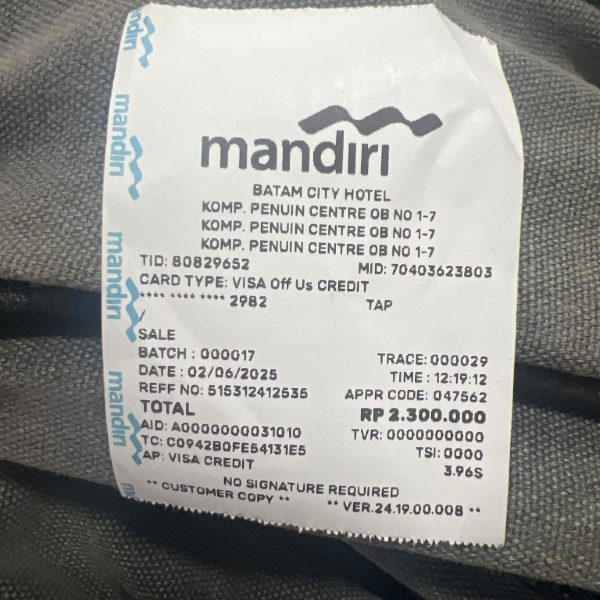 mandiri
BATAM CITY HOTEL
KOMP. PENUIN CENTRE OB NO 1-7
KOMP. PENUIN CENTRE OB NO 1-7
KOMP. PENUIN CENTRE OB NO 1-7
TID: 80829652 MID: 70403623803
CARD TYPE: VISA Off Us CREDIT
**** **** **** 2982 TAP
/
SALE
BATCH : 000017 TRACE: 000029
DATE : 02/06/2025 TIME : 12:19:12
REFF NO: 515312412535 APPR CODE: 047562
TOTAL RP 2.300.000
AID: A0000000031010 TVR: 0000000000
TC: C0942B0FE54131E5 TSI: 0000
AP: VISA CREDIT 3.96S
NO SIGNATURE REQUIRED
** CUSTOMER COPY ** ** VER.24.19.00.008 **
mandiri
mandiri
mandiri
mandiri
m